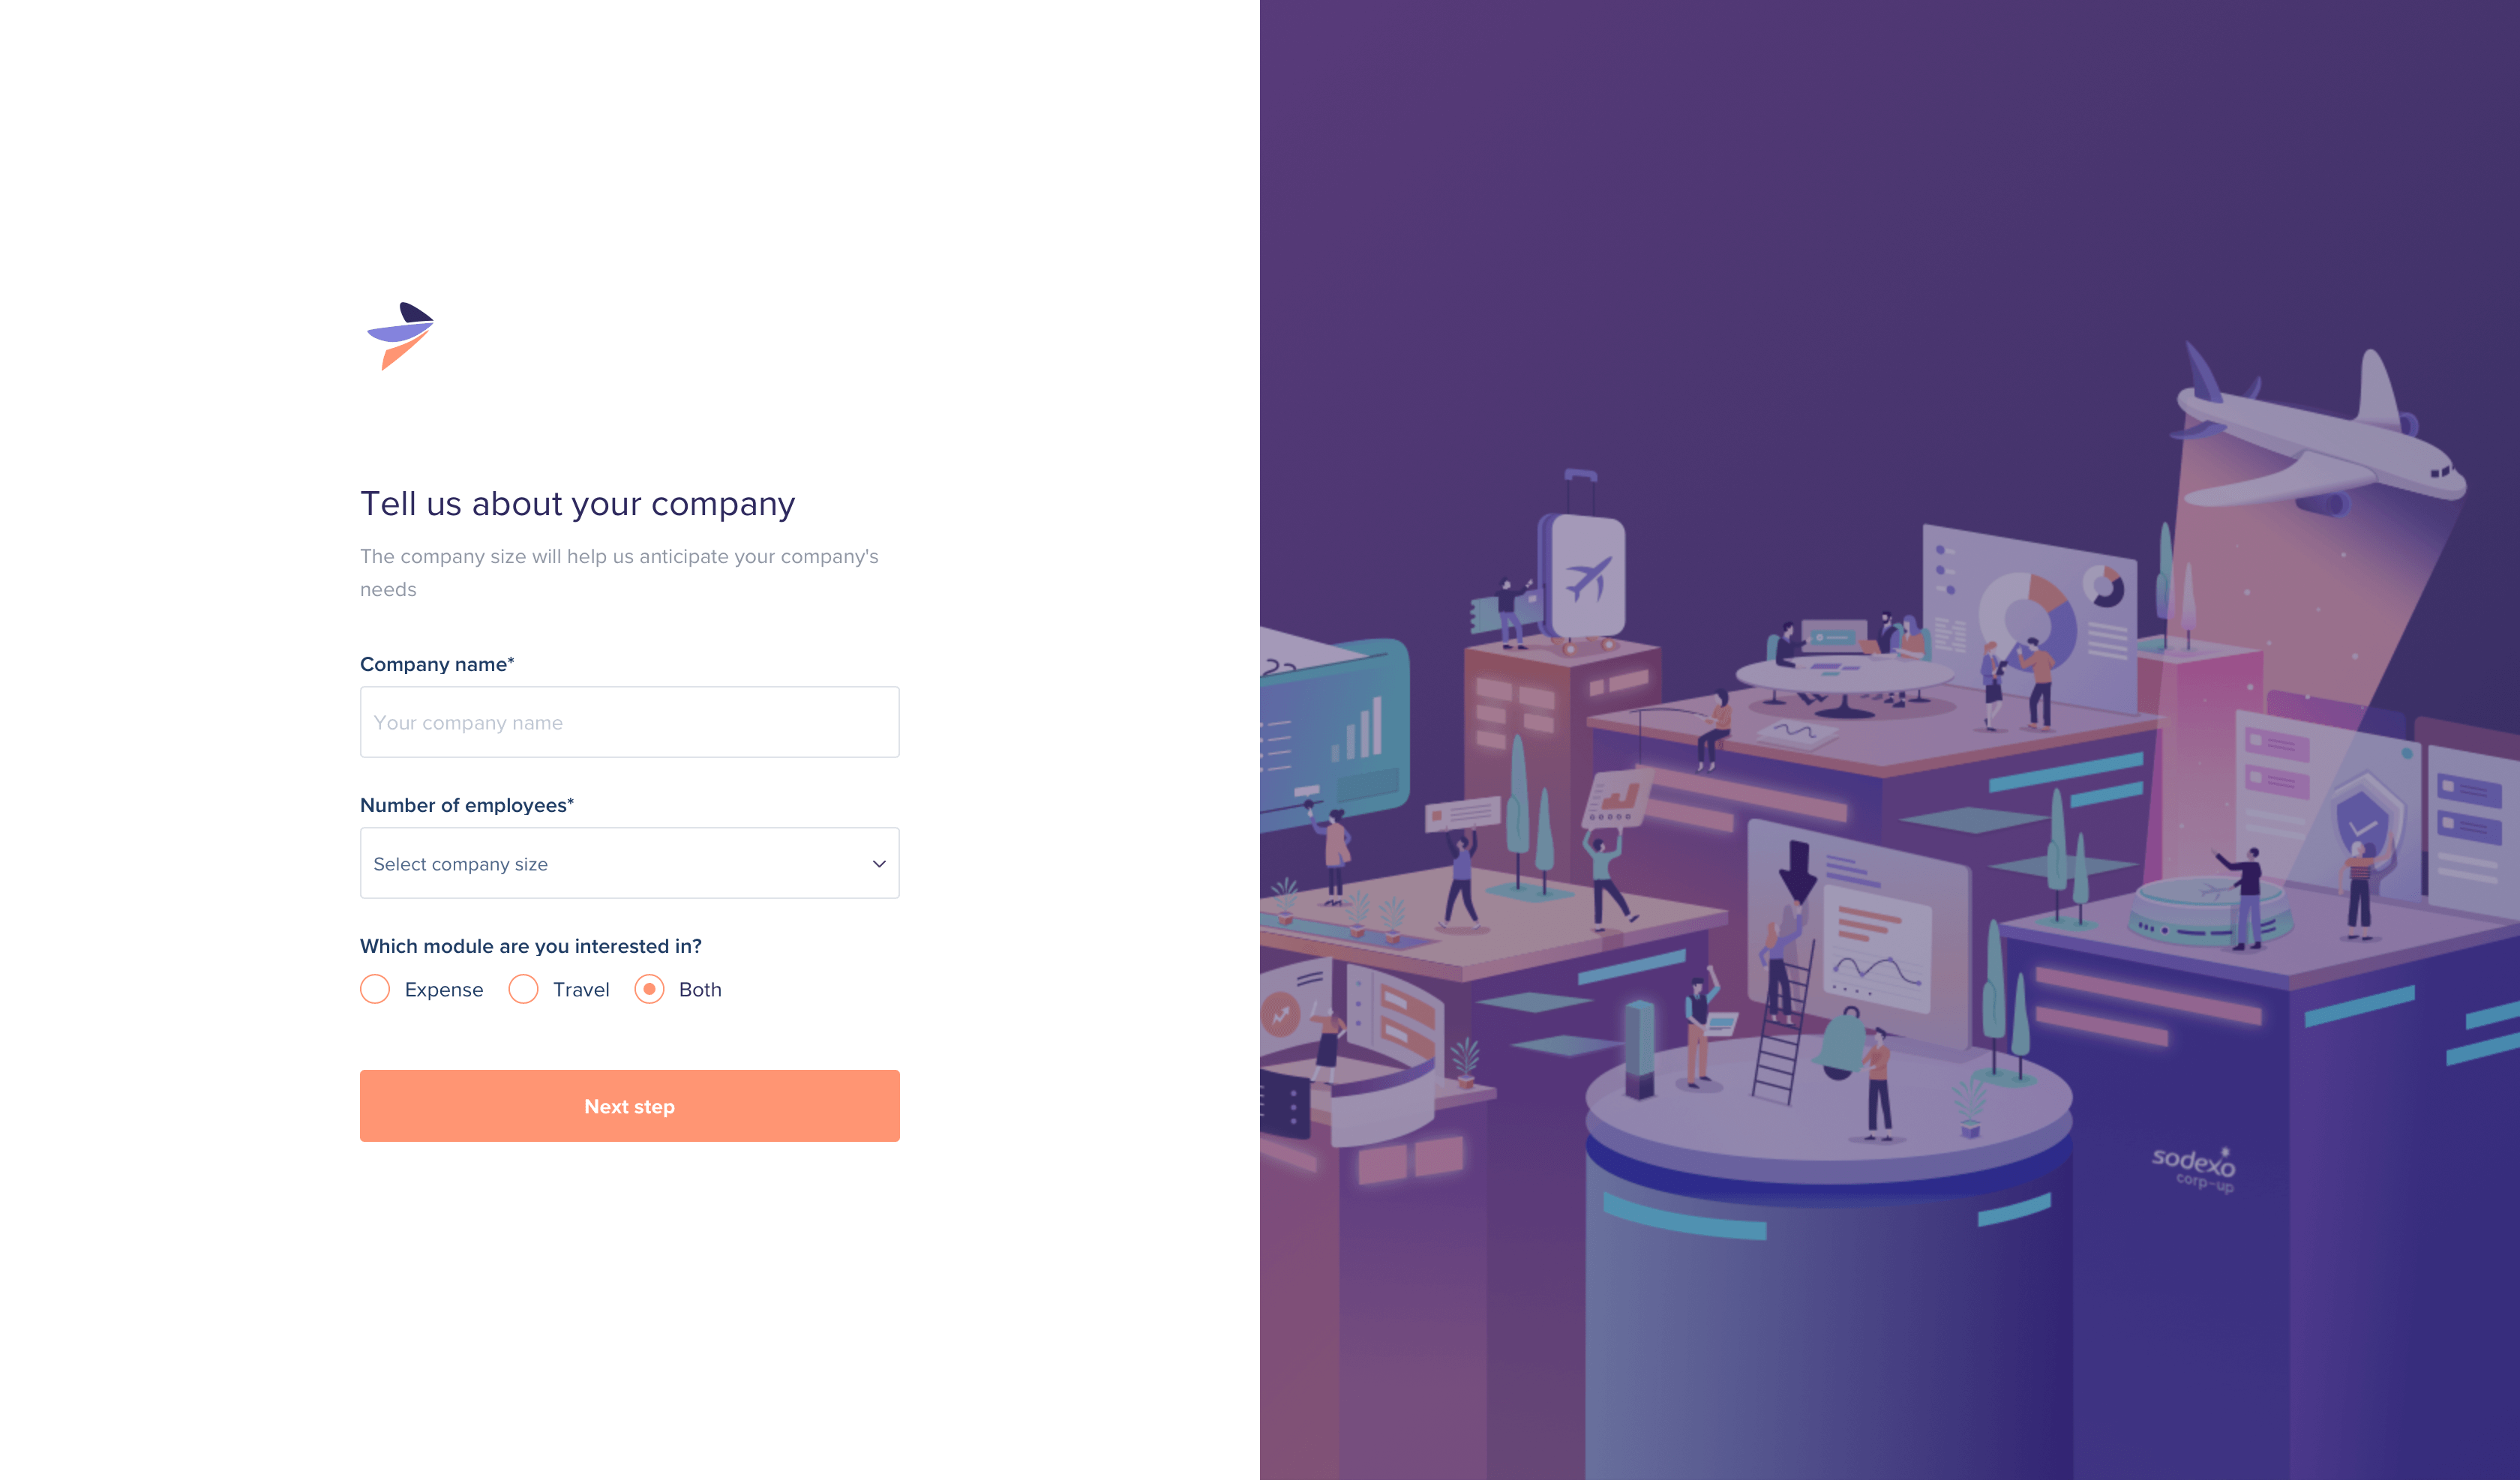 Tell us about your company
The company size will help us anticipate your company's
needs
Company name*
Your company name
Number of employees*
Select company size
Which module are you interested in?
Expense Travel Both
Next step
sodexo
corp-up